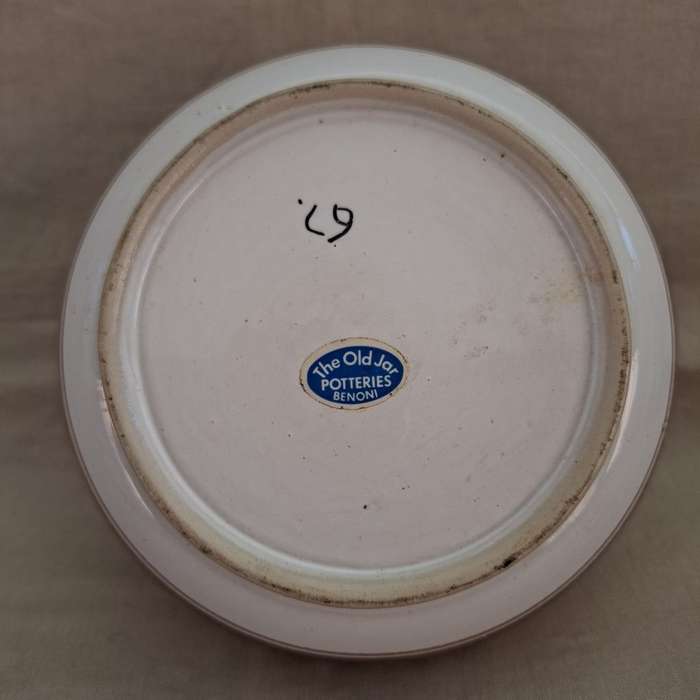 The Old Jar
POTTERIES
BENONI